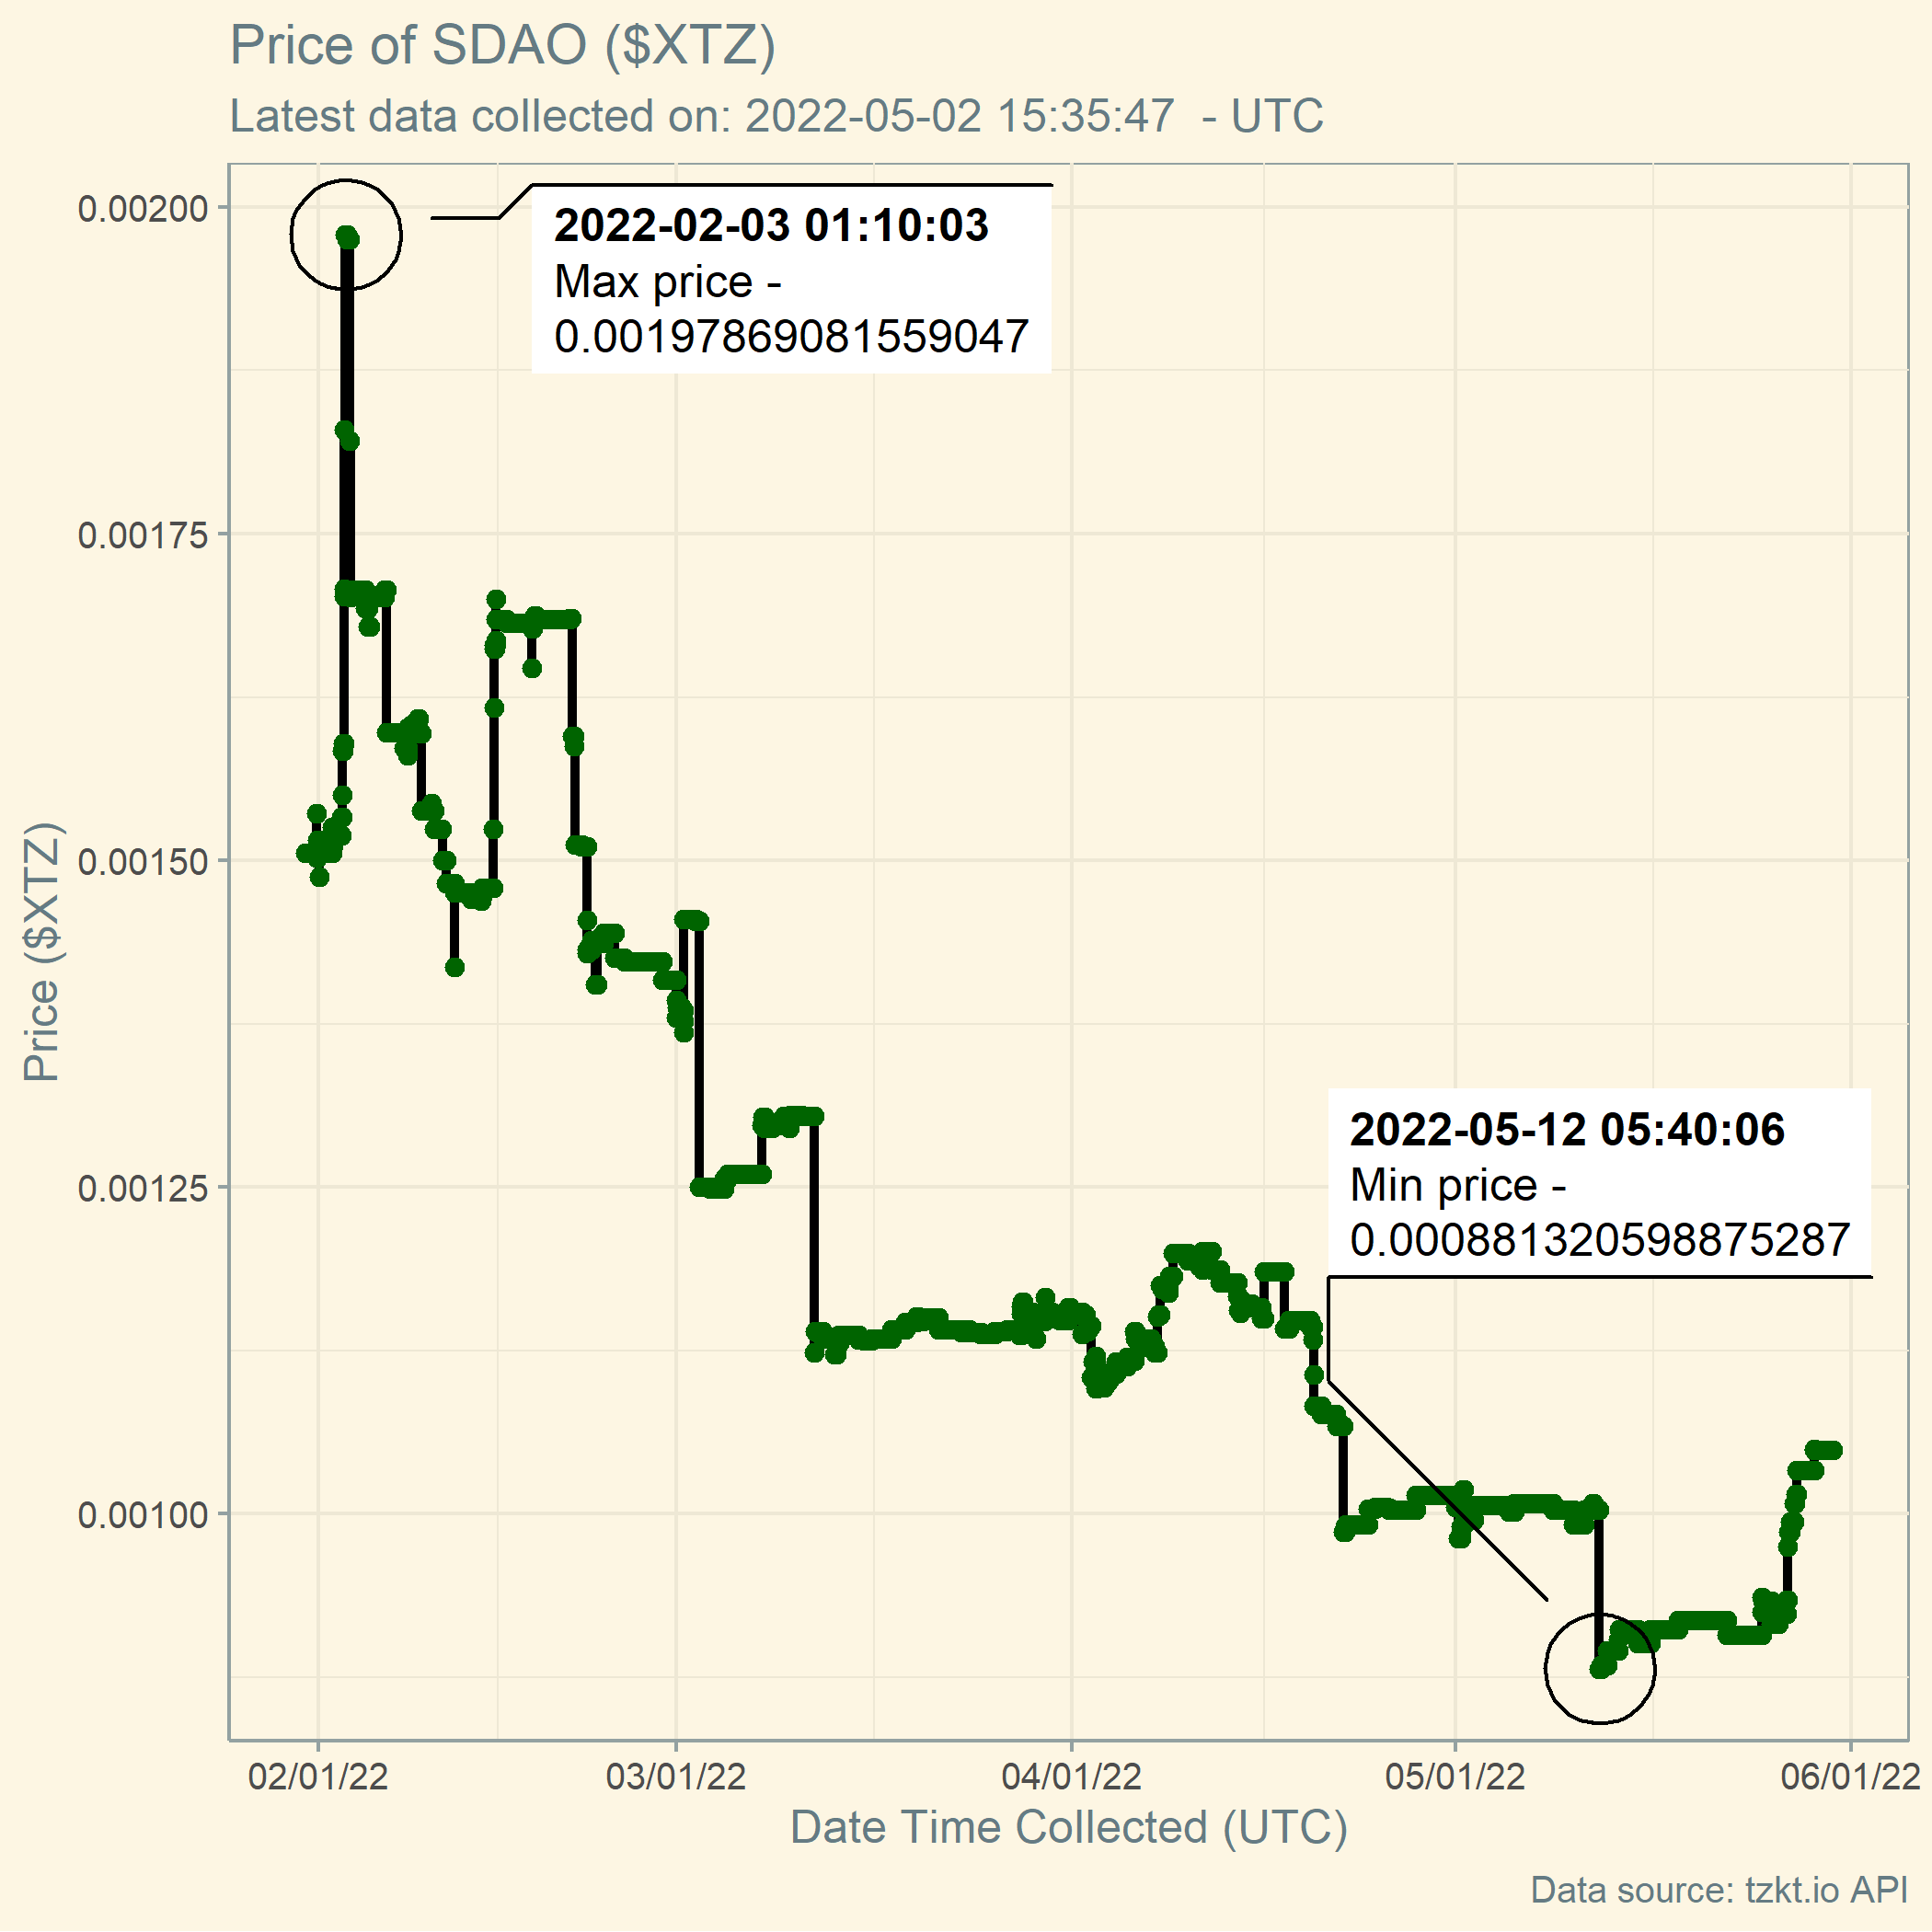 Price of SDAO ($XTZ)
Latest data collected on: 2022-05-02 15:35:47  - UTC
2022-02-03 01:10:03
Max price -
0.00197869081559047
2022-05-12 05:40:06
Min price -
0.000881320598875287
Price ($XTZ)
0.00200
0.00175
0.00150
0.00125
0.00100
02/01/22
03/01/22
04/01/22
05/01/22
06/01/22
Date Time Collected (UTC)
Data source: tzkt.io API